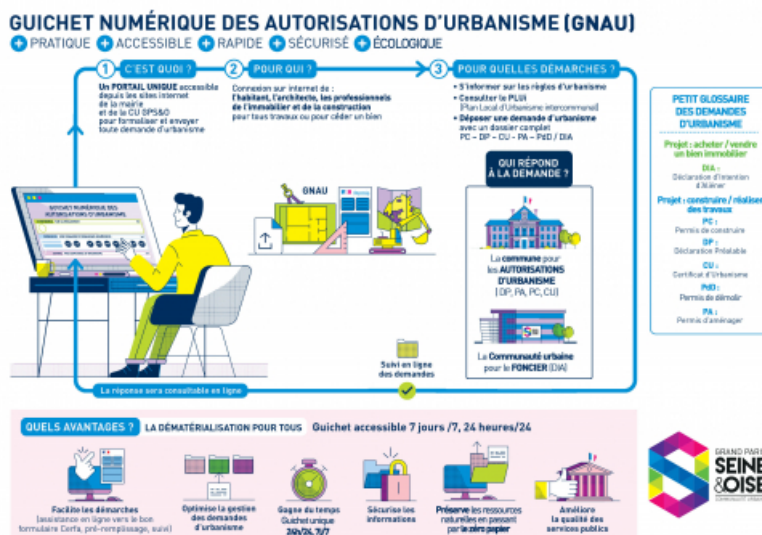 GUICHET NUMÉRIQUE DES AUTORISATIONS D'URBANISME (GNAU)
PRATIQUE ACCESSIBLE RAPIDE SÉCURISÉ ÉCOLOGIQUE
1 C'EST QUOI ?
Un PORTAIL UNIQUE accessible
depuis les sites internet
de la mairie
et de la CU GPS&O
pour formaliser et envoyer
toute demande d'urbanisme
2 POUR QUI ?
Connexion sur internet de :
l'habitant, l'architecte, les professionnels
de l'immobilier et de la construction
pour tous travaux ou pour céder un bien
3 POUR QUELLES DÉMARCHES ?
• S'informer sur les règles d'urbanisme
• Consulter le PLUi
(Plan Local d'Urbanisme intercommunal)
• Déposer une demande d'urbanisme
avec un dossier complet
PC - DP - CU - PA - PdD / DIA
QUI RÉPOND
À LA DEMANDE ?
La commune pour
les AUTORISATIONS
D'URBANISME
(DP, PA, PC, CU)
La Communauté urbaine
pour le FONCIER (DIA)
PETIT GLOSSAIRE
DES DEMANDES
D'URBANISME
Projet : acheter / vendre
un bien immobilier
DIA :
Déclaration d'Intention
d'Aliéner
Projet : construire / réaliser
des travaux
PC :
Permis de construire
DP :
Déclaration Préalable
CU :
Certificat d'Urbanisme
PdD :
Permis de démolir
PA :
Permis d'aménager
GUICHET NUMÉRIQUE DES
AUTORISATIONS D'URBANISME
GNAU
Suivi en ligne
des demandes
La réponse sera consultable en ligne
QUELS AVANTAGES ? LA DÉMATÉRIALISATION POUR TOUS Guichet accessible 7 jours /7, 24 heures/24
Facilite les démarches
(assistance en ligne vers le bon
formulaire Cerfa, pré-remplissage, suivi)
Optimise la gestion
des demandes
d'urbanisme
Gagne du temps
Guichet unique
24h/24, 7j/7
Sécurise les
informations
Préserve les ressources
naturelles en passant
par le zéro papier
Améliore
la qualité des
services publics
GRAND PARIS
SEINE
&OISE